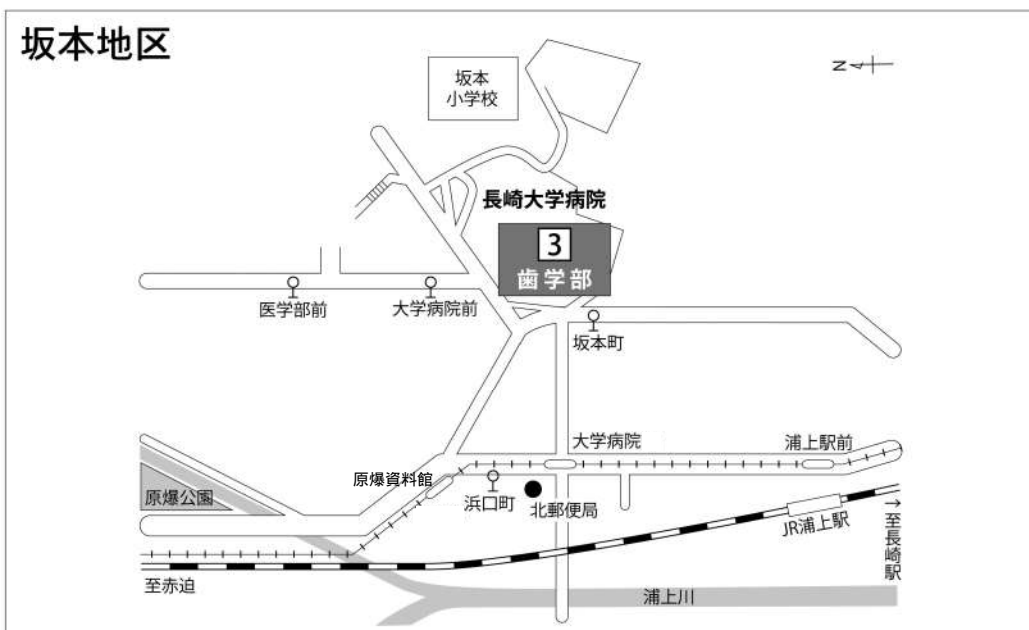 坂本地区
坂本
小学校
N
長崎大学病院
3
歯学部
医学部前
大学病院前
坂本町
大学病院
浦上駅前
原爆資料館
原爆公園
浜口町
北郵便局
JR浦上駅
→至長崎駅
至赤迫
浦上川